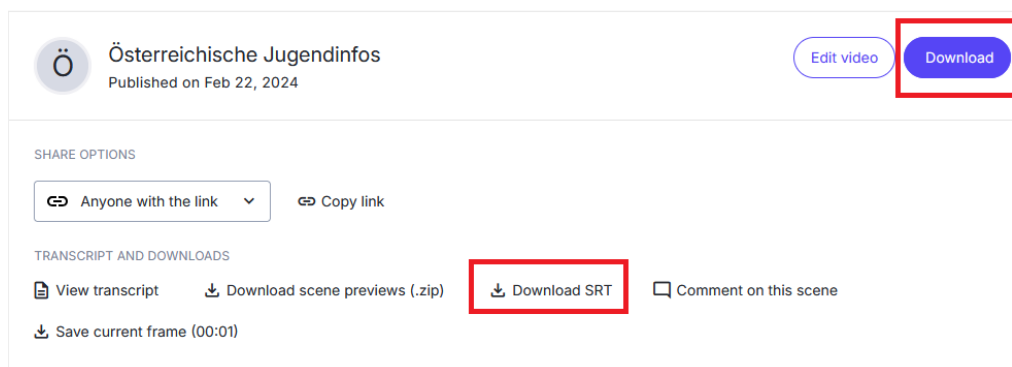 Ö
Österreichische Jugendinfos
Published on Feb 22, 2024
Edit video
Download
SHARE OPTIONS
Anyone with the link
Copy link
TRANSCRIPT AND DOWNLOADS
View transcript
Download scene previews (.zip)
Download SRT
Comment on this scene
Save current frame (00:01)